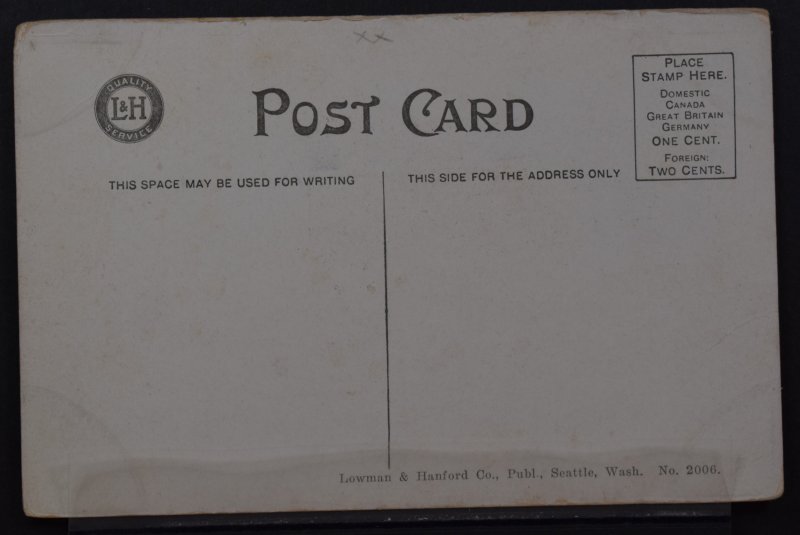 xx
QUALITY
L&H
SERVICE
POST CARD
PLACE
STAMP HERE.
DOMESTIC
CANADA
GREAT BRITAIN
GERMANY
ONE CENT.
FOREIGN:
TWO CENTS.
THIS SPACE MAY BE USED FOR WRITING
THIS SIDE FOR THE ADDRESS ONLY
Lowman & Hanford Co., Publ., Seattle, Wash. No. 2006.